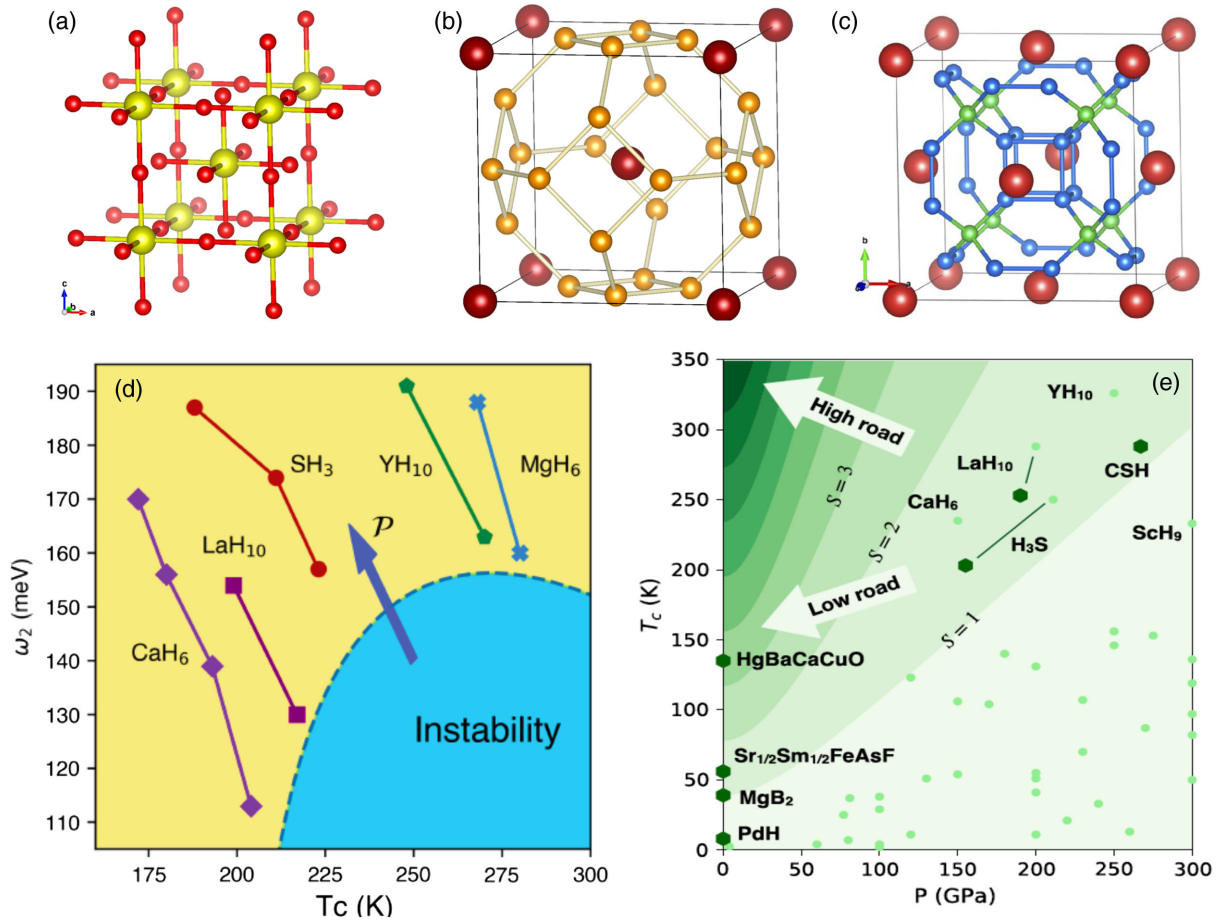 (a)
(b)
(c)
c
b
a
b
a
(d)
190
180
170
160
150
140
130
120
110
ω₂ (meV)
SH₃
YH₁₀
MgH₆
LaH₁₀
CaH₆
𝒫
Instability
175
200
225
250
275
300
Tc (K)
(e)
350
300
250
200
150
100
50
0
T_c (K)
High road
Low road
S = 3
S = 2
S = 1
YH₁₀
LaH₁₀
CSH
CaH₆
H₃S
ScH₉
HgBaCaCuO
Sr₁/₂Sm₁/₂FeAsF
MgB₂
PdH
0
50
100
150
200
250
300
P (GPa)